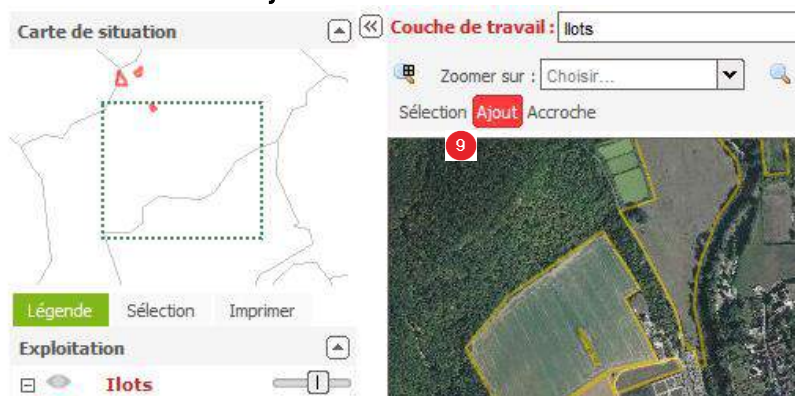 Carte de situation
Couche de travail : Ilots
Zoomer sur : Choisir...
Sélection Ajout Accroche
9
Légende Sélection Imprimer
Exploitation
Ilots